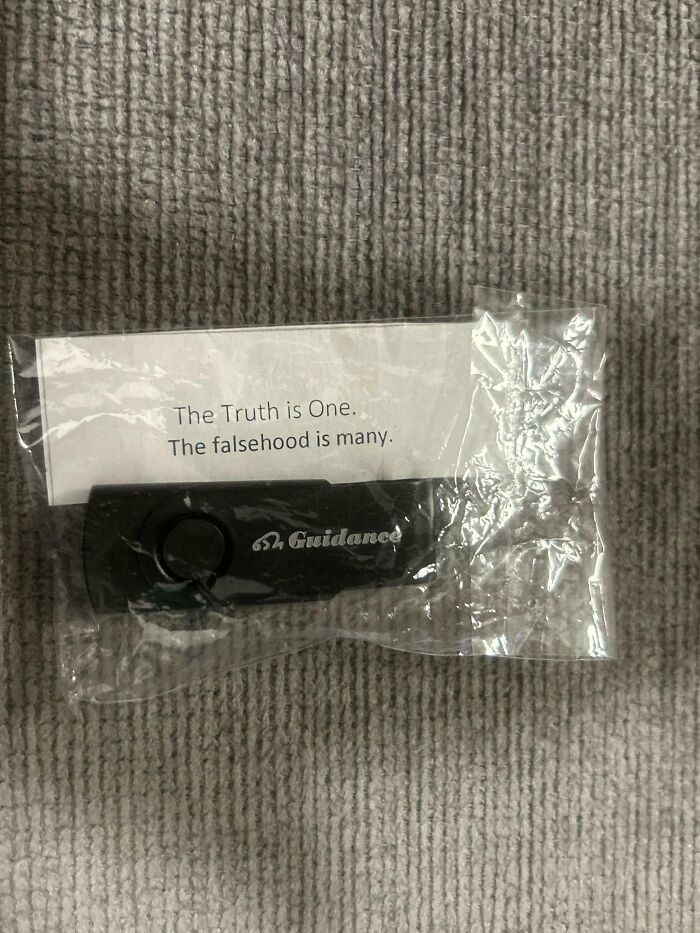 The Truth is One.
The falsehood is many.
Guidance